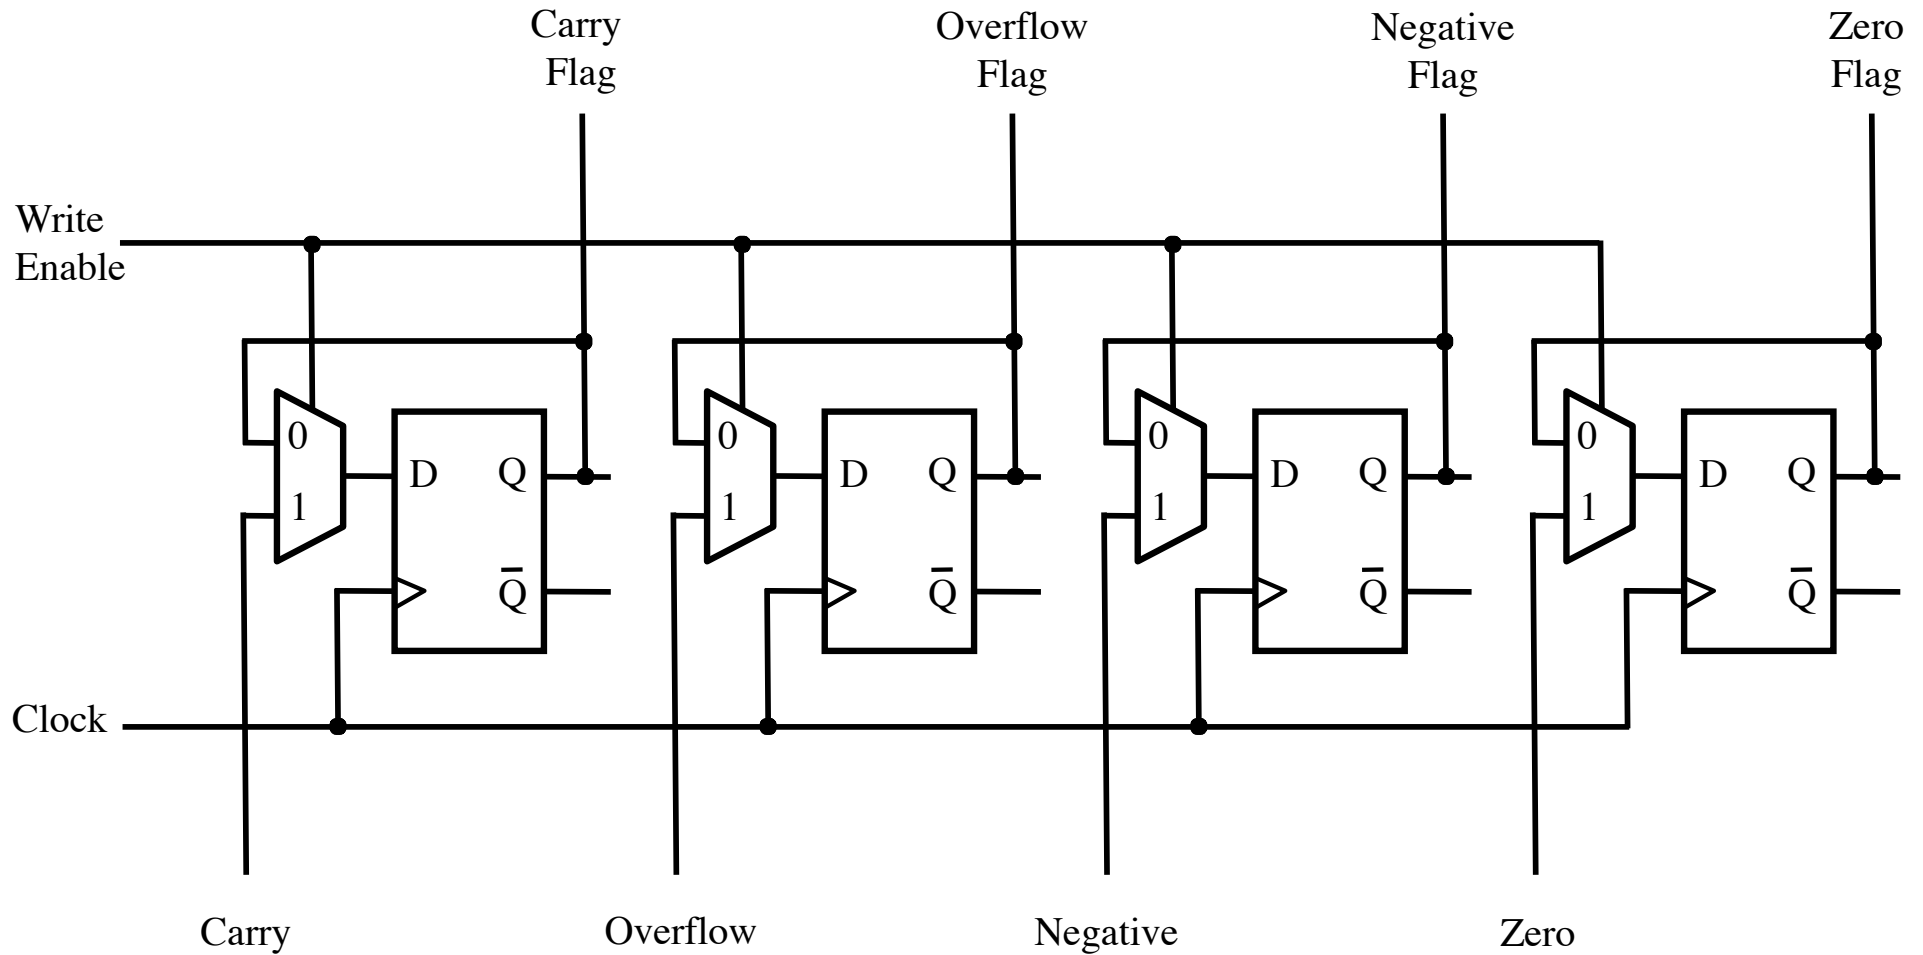 Carry
Flag
Overflow
Flag
Negative
Flag
Zero
Flag
Write
Enable
0
1
D
Q
Q̅
0
1
D
Q
Q̅
0
1
D
Q
Q̅
0
1
D
Q
Q̅
Clock
Carry
Overflow
Negative
Zero